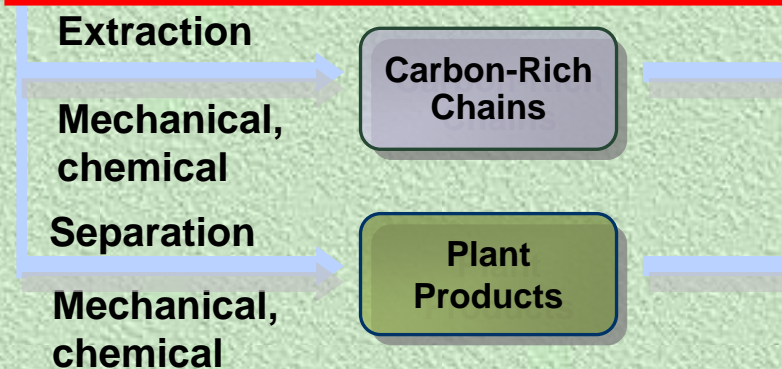 Extraction
Mechanical,
chemical
Carbon-Rich
Chains
Separation
Mechanical,
chemical
Plant
Products